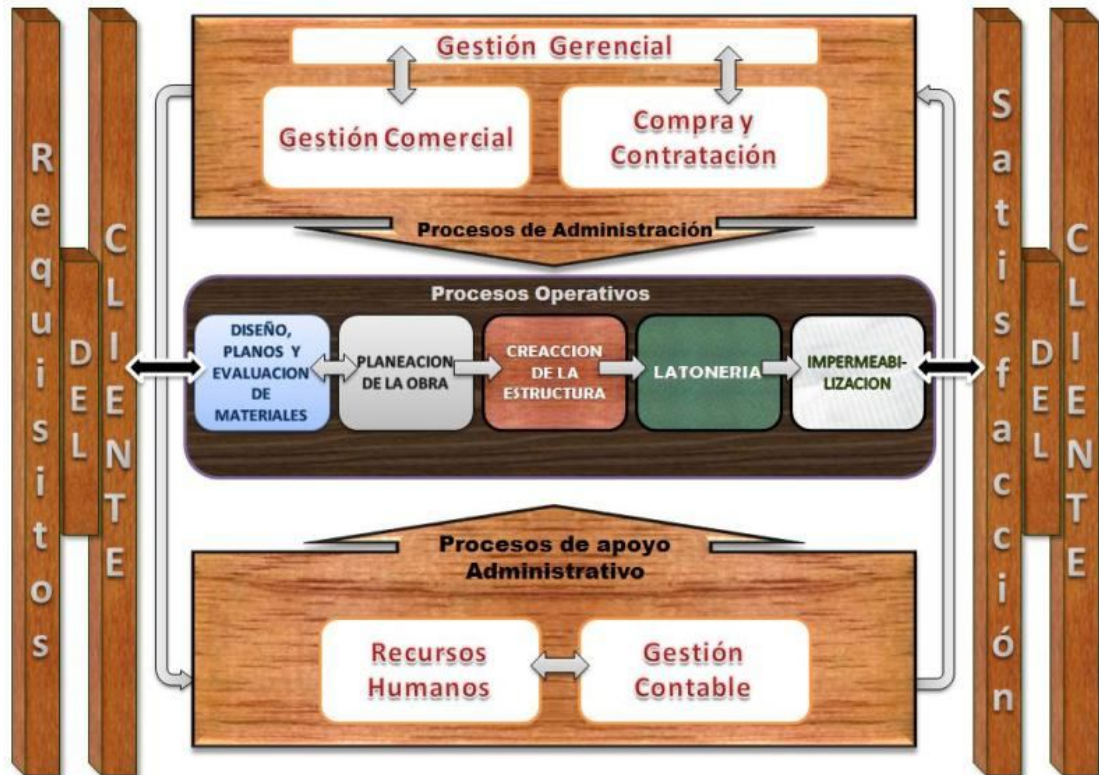 Requisitos
DEL
CLIENTE
Gestión Gerencial
Gestión Comercial
Compra y
Contratación
Procesos de Administración
Procesos Operativos
DISEÑO,
PLANOS Y
EVALUACION
DE
MATERIALES
PLANEACION
DE LA OBRA
CREACCION
DE LA
ESTRUCTURA
LATONERIA
IMPERMEABI-
LIZACION
Procesos de apoyo
Administrativo
Recursos
Humanos
Gestión
Contable
Satisfacción
DEL
CLIENTE